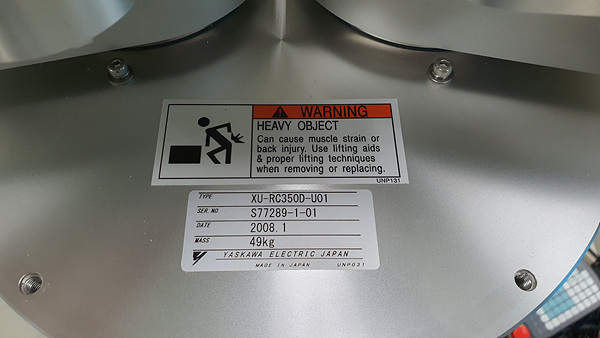 WARNING
HEAVY OBJECT
Can cause muscle strain or
back injury. Use lifting aids
& proper lifting techniques
when removing or replacing.
UNP131
TYPE XU-RC350D-U01
SER.NO S77289-1-01
DATE 2008.1
MASS 49kg
YASKAWA ELECTRIC JAPAN
MADE IN JAPAN UNP031